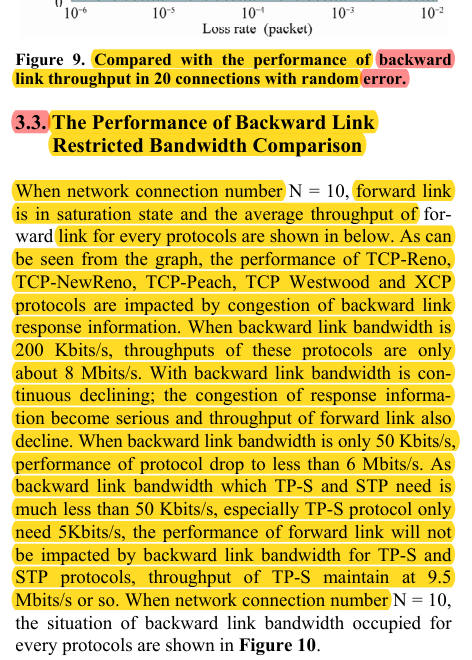 0
10⁻⁶ 10⁻⁵ 10⁻⁴ 10⁻³ 10⁻²
Loss rate (packet)
Figure 9. Compared with the performance of backward
link throughput in 20 connections with random error.
3.3. The Performance of Backward Link
Restricted Bandwidth Comparison
When network connection number N = 10, forward link
is in saturation state and the average throughput of for-
ward link for every protocols are shown in below. As can
be seen from the graph, the performance of TCP-Reno,
TCP-NewReno, TCP-Peach, TCP Westwood and XCP
protocols are impacted by congestion of backward link
response information. When backward link bandwidth is
200 Kbits/s, throughputs of these protocols are only
about 8 Mbits/s. With backward link bandwidth is con-
tinuous declining; the congestion of response informa-
tion become serious and throughput of forward link also
decline. When backward link bandwidth is only 50 Kbits/s,
performance of protocol drop to less than 6 Mbits/s. As
backward link bandwidth which TP-S and STP need is
much less than 50 Kbits/s, especially TP-S protocol only
need 5Kbits/s, the performance of forward link will not
be impacted by backward link bandwidth for TP-S and
STP protocols, throughput of TP-S maintain at 9.5
Mbits/s or so. When network connection number N = 10,
the situation of backward link bandwidth occupied for
every protocols are shown in Figure 10.